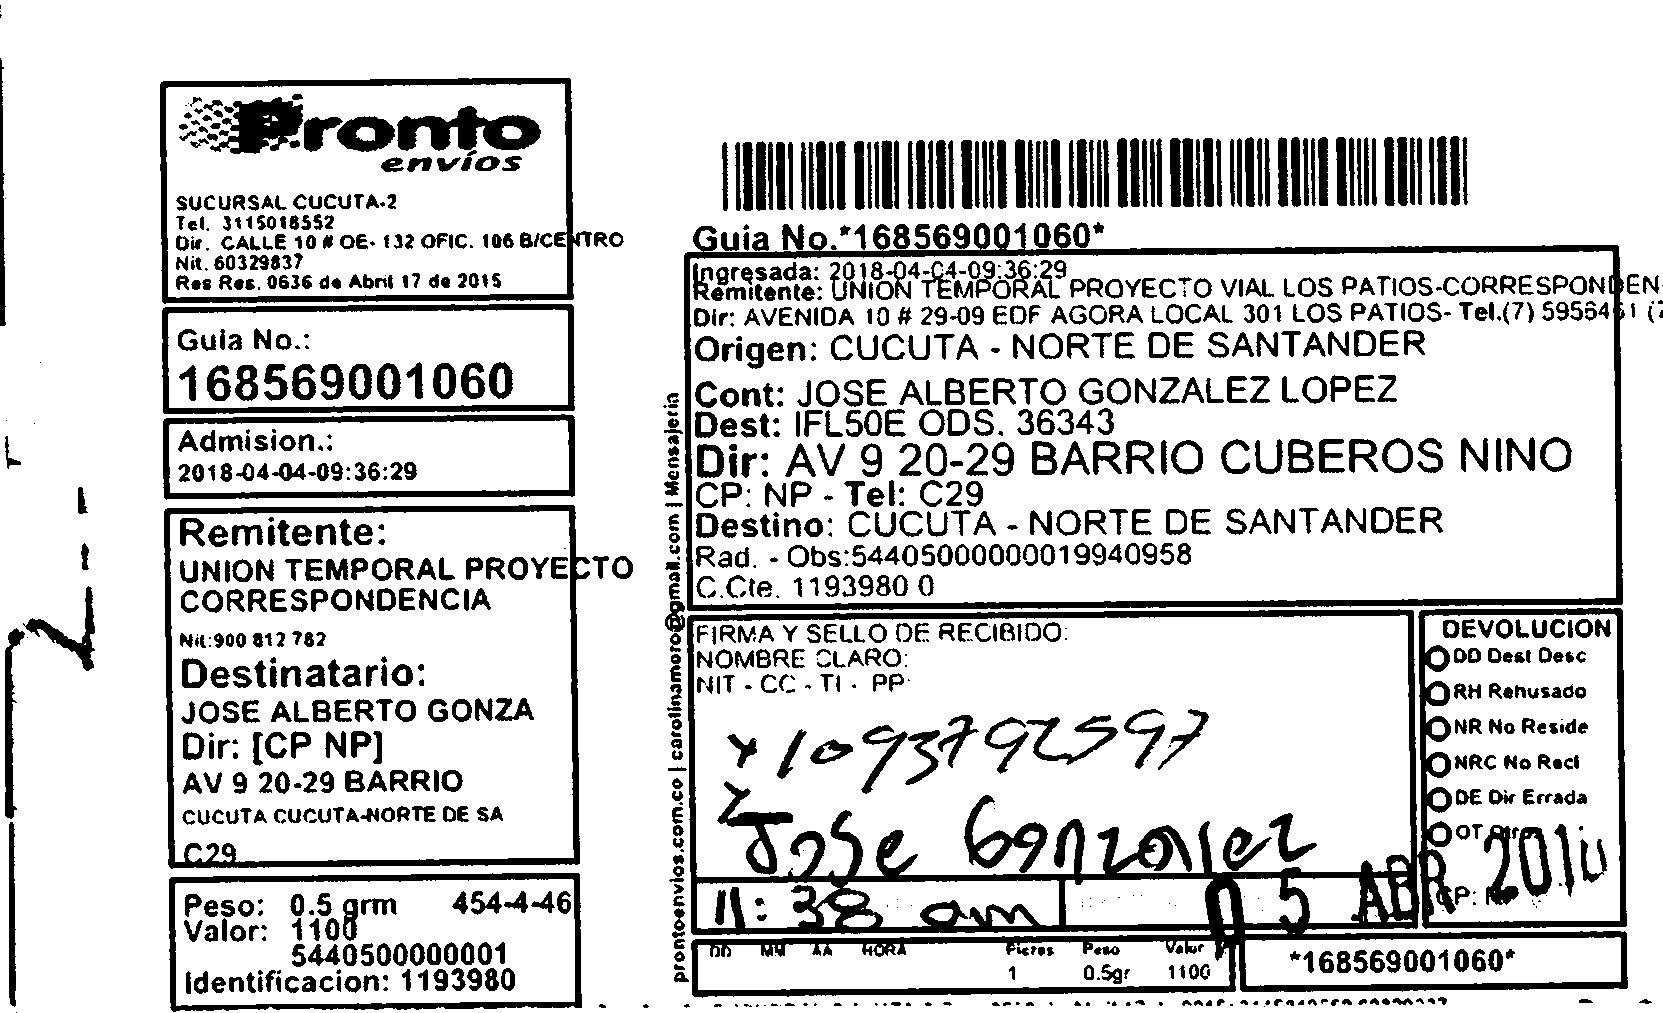 Pronto
envíos
SUCURSAL CUCUTA-2
Tel. 3115018552
Dir. CALLE 10 # OE- 132 OFIC. 106 B/CENTRO
Nit. 60329837
Res Res. 0636 de Abril 17 de 2015
Guia No.:
168569001060
Admision.:
2018-04-04-09:36:29
Remitente:
UNION TEMPORAL PROYECTO
CORRESPONDENCIA
Nit:900 812 782
Destinatario:
JOSE ALBERTO GONZA
Dir: [CP NP]
AV 9 20-29 BARRIO
CUCUTA CUCUTA-NORTE DE SA
C29
Peso: 0.5 grm 454-4-46
Valor: 1100
5440500000001
Identificacion: 1193980
prontoenvios.com.co | carolinamoro@gmail.com | Mensajeria
Guia No.*168569001060*
Ingresada: 2018-04-04-09:36:29
Remitente: UNION TEMPORAL PROYECTO VIAL LOS PATIOS-CORRESPONDEN
Dir: AVENIDA 10 # 29-09 EDF AGORA LOCAL 301 LOS PATIOS- Tel.(7) 5956461 (7
Origen: CUCUTA - NORTE DE SANTANDER
Cont: JOSE ALBERTO GONZALEZ LOPEZ
Dest: IFL50E ODS. 36343
Dir: AV 9 20-29 BARRIO CUBEROS NINO
CP: NP - Tel: C29
Destino: CUCUTA - NORTE DE SANTANDER
Rad. - Obs:54405000000019940958
C.Cte. 1193980 0
FIRMA Y SELLO DE RECIBIDO:
NOMBRE CLARO:
NIT - CC - TI - PP
x 1093792597
x Jose Gonzalez
11:38 am
05 ABR 201
DD MM AA HORA Piezas Peso Valor
1 0.5gr 1100
DEVOLUCION
DD Dest Desc
RH Rehusado
NR No Reside
NRC No Recl
DE Dir Errada
OT Otro
*168569001060*